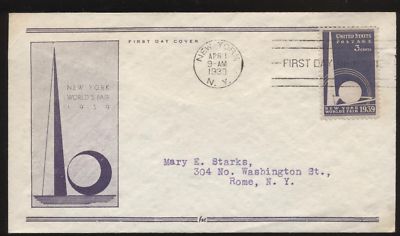 FIRST DAY COVER
NEW YORK
APR 1
9-AM
1939
N. Y.
FIRST DAY
UNITED STATES
POSTAGE
3 CENTS
NEW YORK
WORLD'S FAIR 1939
NEW YORK
WORLD'S FAIR
1939
Mary E. Starks,
304 No. Washington St.,
Rome, N. Y.